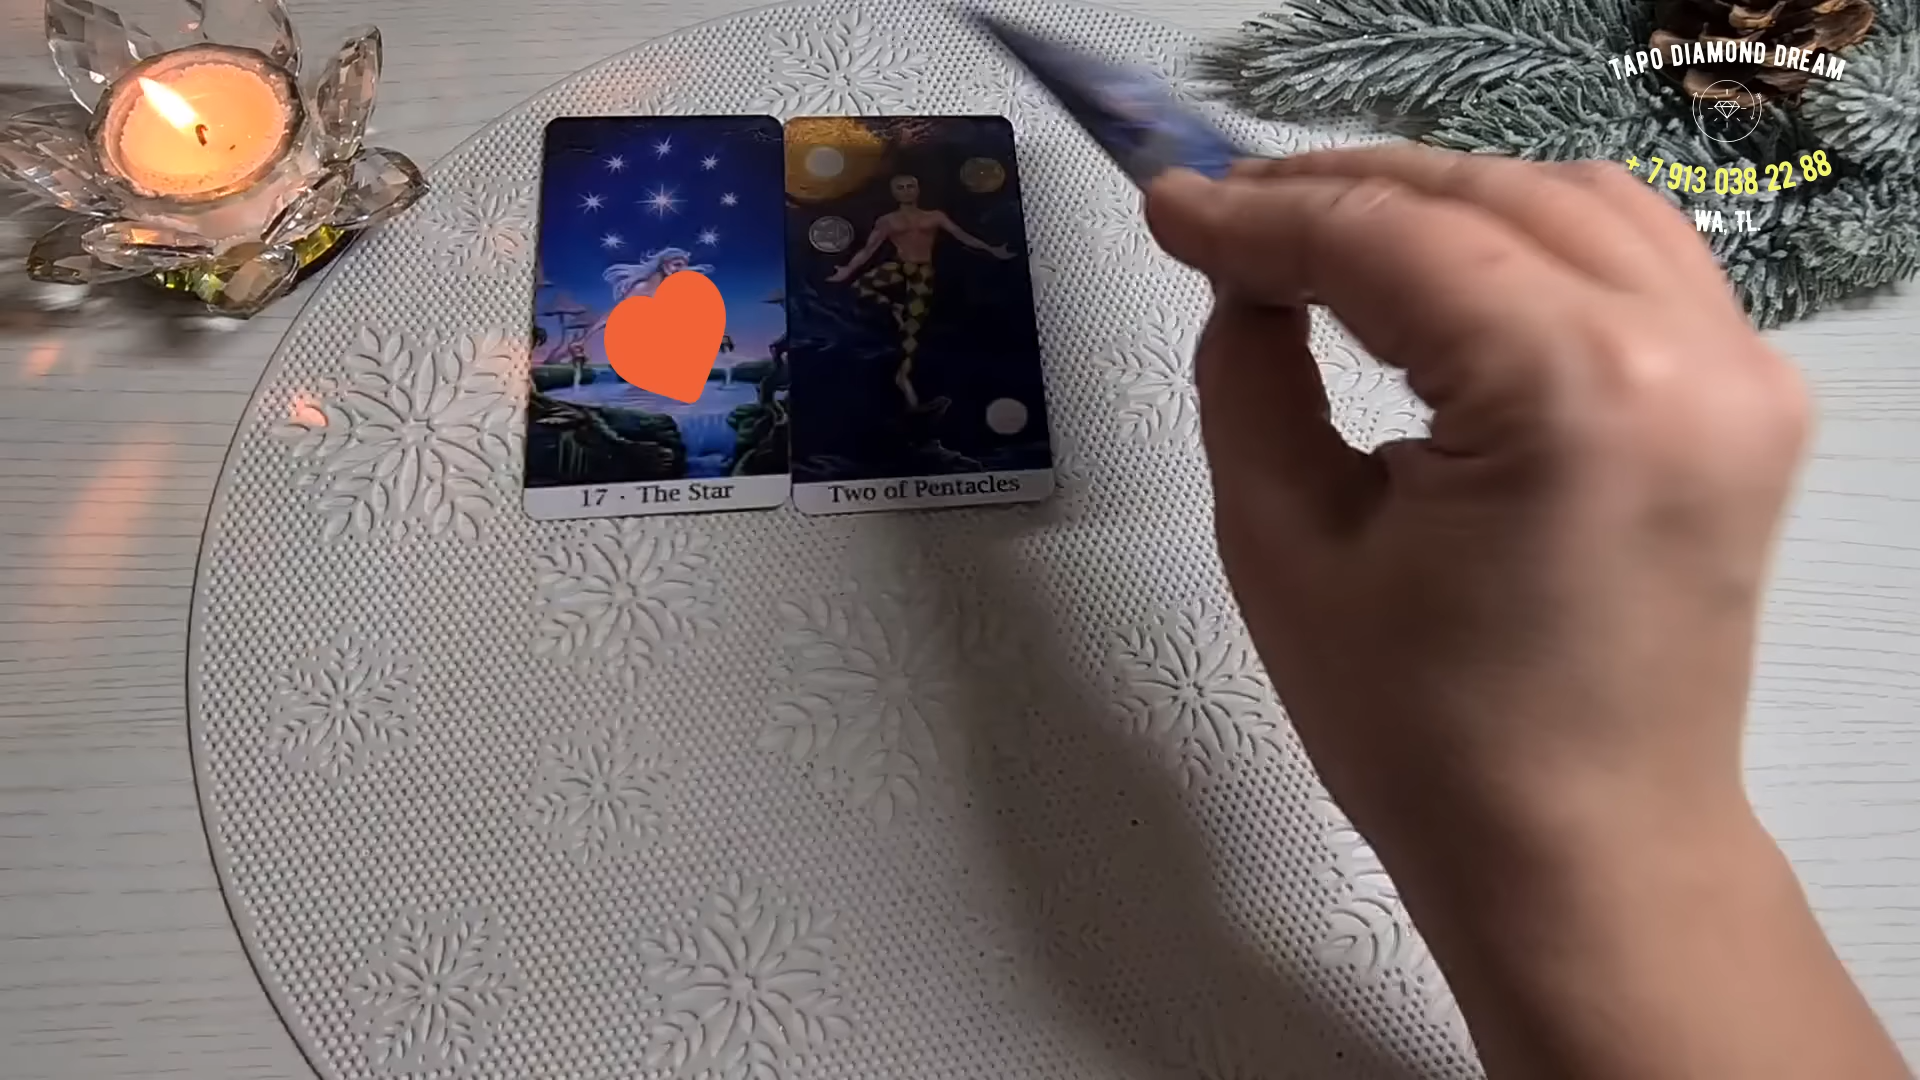 ТАРО DIAMOND DREAM
+ 7 913 038 22 88
WA, TL.
17 · The Star
Two of Pentacles